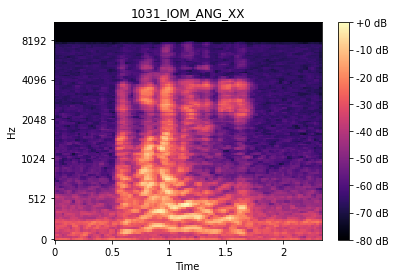 1031_IOM_ANG_XX
Hz
8192
4096
2048
1024
512
0
0
0.5
1
1.5
2
Time
+0 dB
-10 dB
-20 dB
-30 dB
-40 dB
-50 dB
-60 dB
-70 dB
-80 dB